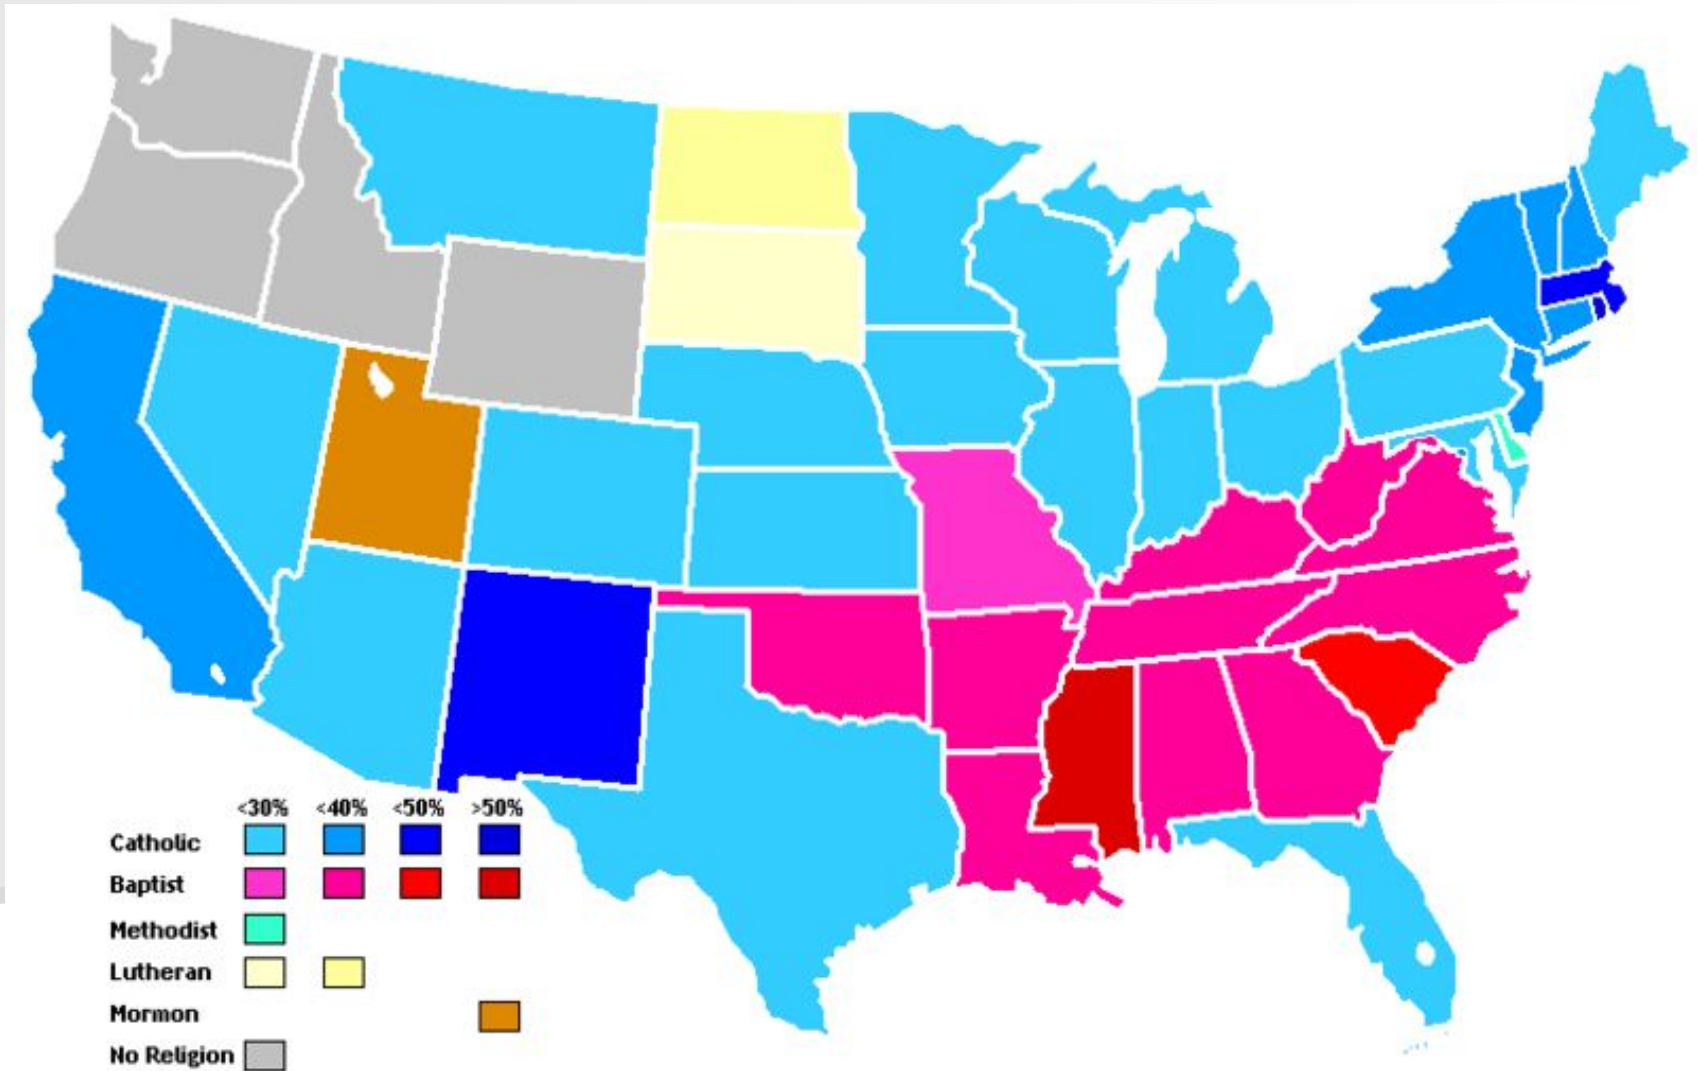 <30% <40% <50% >50%
Catholic
Baptist
Methodist
Lutheran
Mormon
No Religion